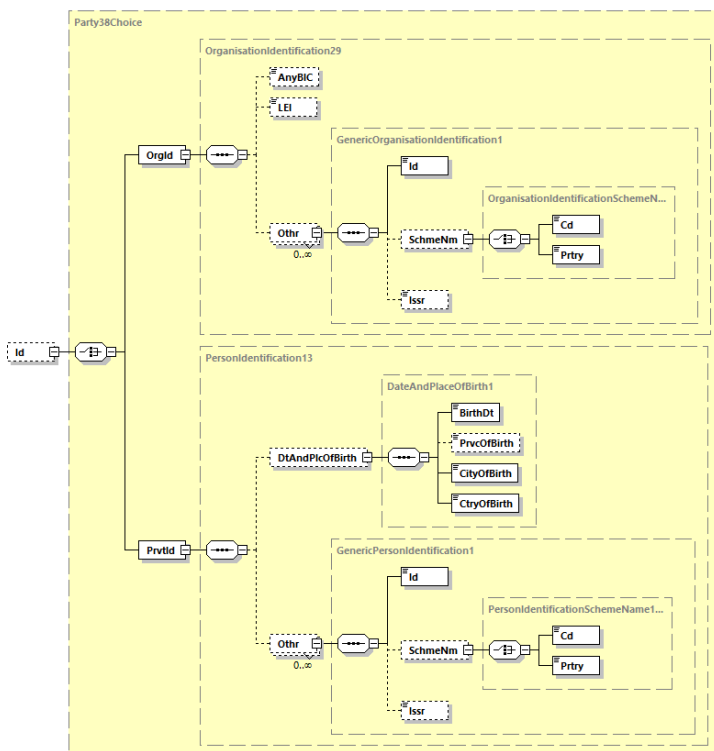 Party38Choice
OrganisationIdentification29
AnyBIC
LEI
GenericOrganisationIdentification1
OrgId
Id
OrganisationIdentificationSchemeN...
Cd
Othr
SchmeNm
Prtry
0..∞
Issr
Id
PersonIdentification13
DateAndPlaceOfBirth1
BirthDt
PrvcOfBirth
DtAndPlcOfBirth
CityOfBirth
CtryOfBirth
PrvtId
GenericPersonIdentification1
Id
PersonIdentificationSchemeName1...
Cd
Othr
SchmeNm
Prtry
0..∞
Issr